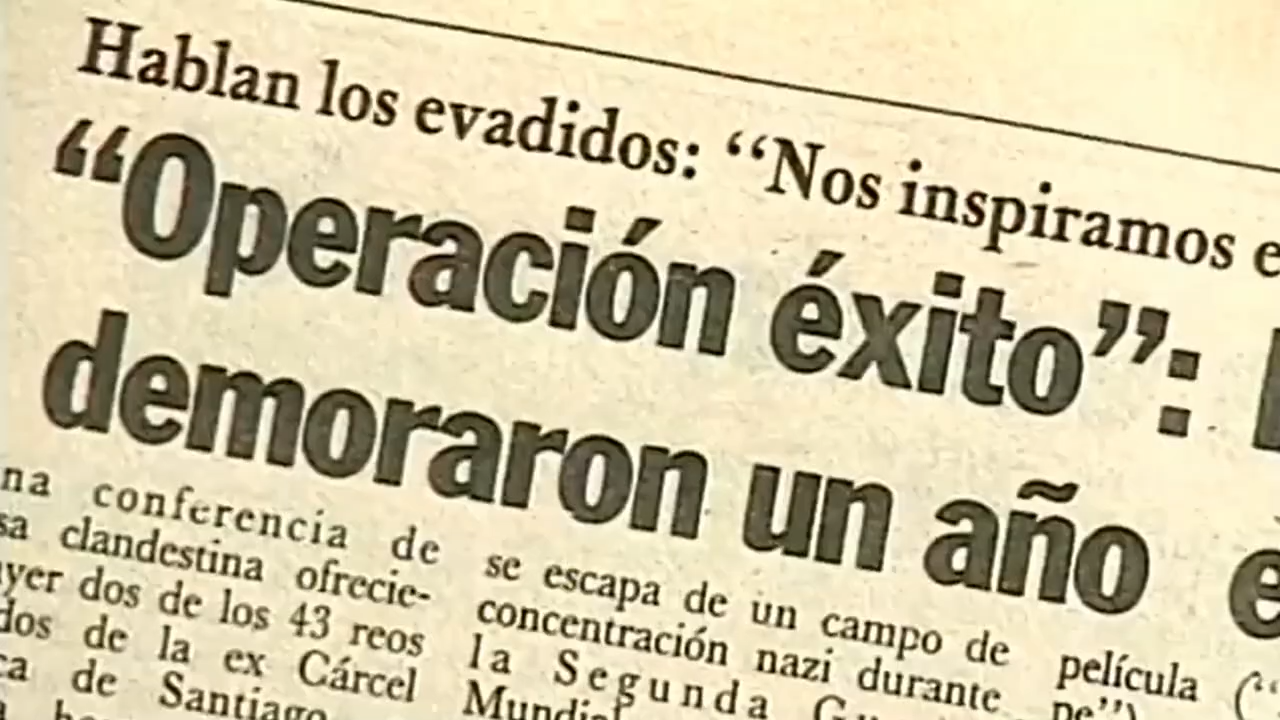 Hablan los evadidos: “Nos inspiramos e
“Operación éxito”:
demoraron un año e
na conferencia de
sa clandestina ofrecie-
yer dos de los 43 reos
dos de la ex Cárcel
ca de Santiago
se escapa de un campo de
concentración nazi durante
la Segunda
Mundial
película (“
pe”)